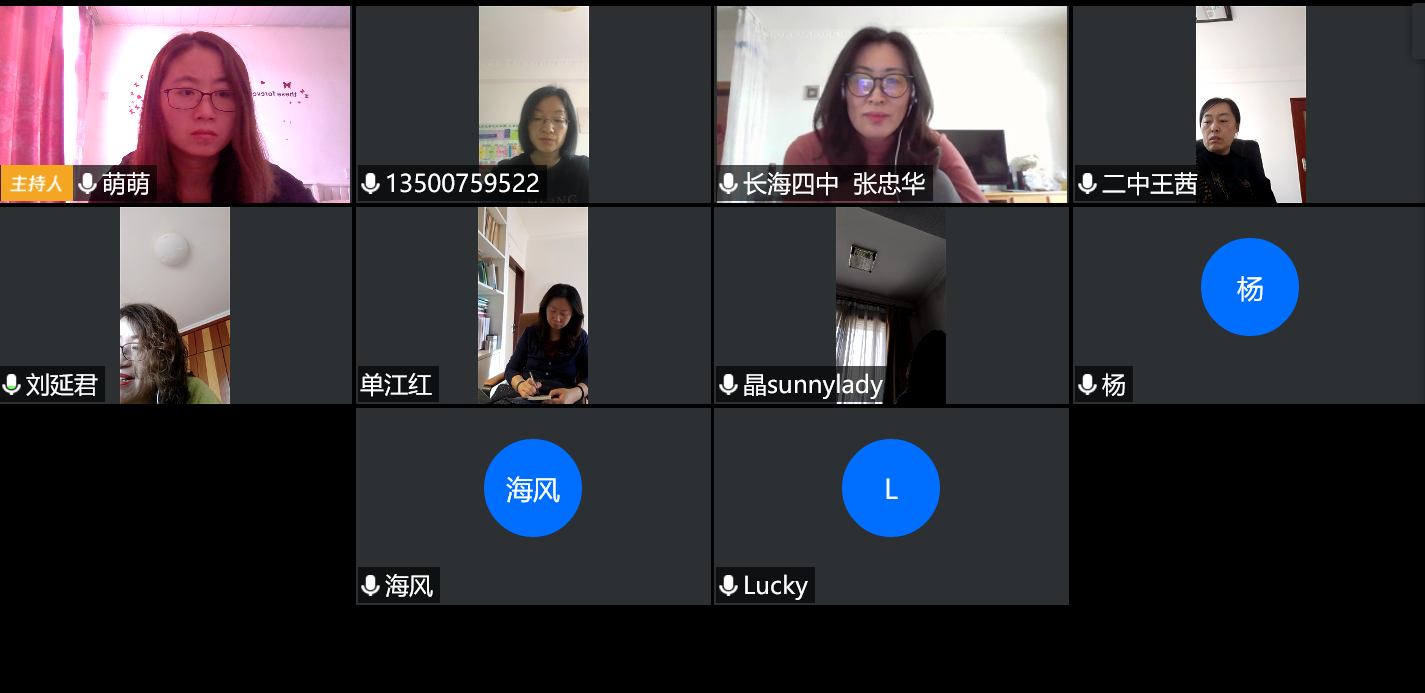 主持人 萌萌
13500759522
长海四中 张忠华
二中王茜
刘延君
单江红
晶sunnylady
杨
杨
海风
L
海风
Lucky